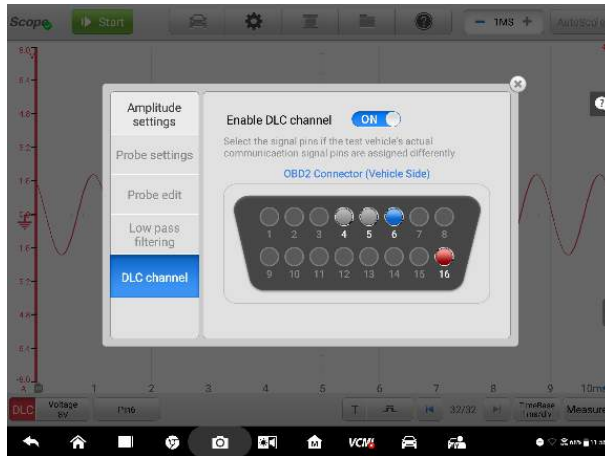 Scope
Start
1MS
AutoScale
Amplitude
settings
Probe settings
Probe edit
Low pass
filtering
DLC channel
Enable DLC channel ON
Select the signal pins if the test vehicle's actual
communicaetion signal pins are assigned differently
OBD2 Connector (Vehicle Side)
1 2 3 4 5 6 7 8
9 10 11 12 13 14 15 16
A 0 1 2 3 4 5 6 7 8 9 10ms
DLC Voltage
8V
Pin6
T
32/32
TimeBase
Measure
VCMI